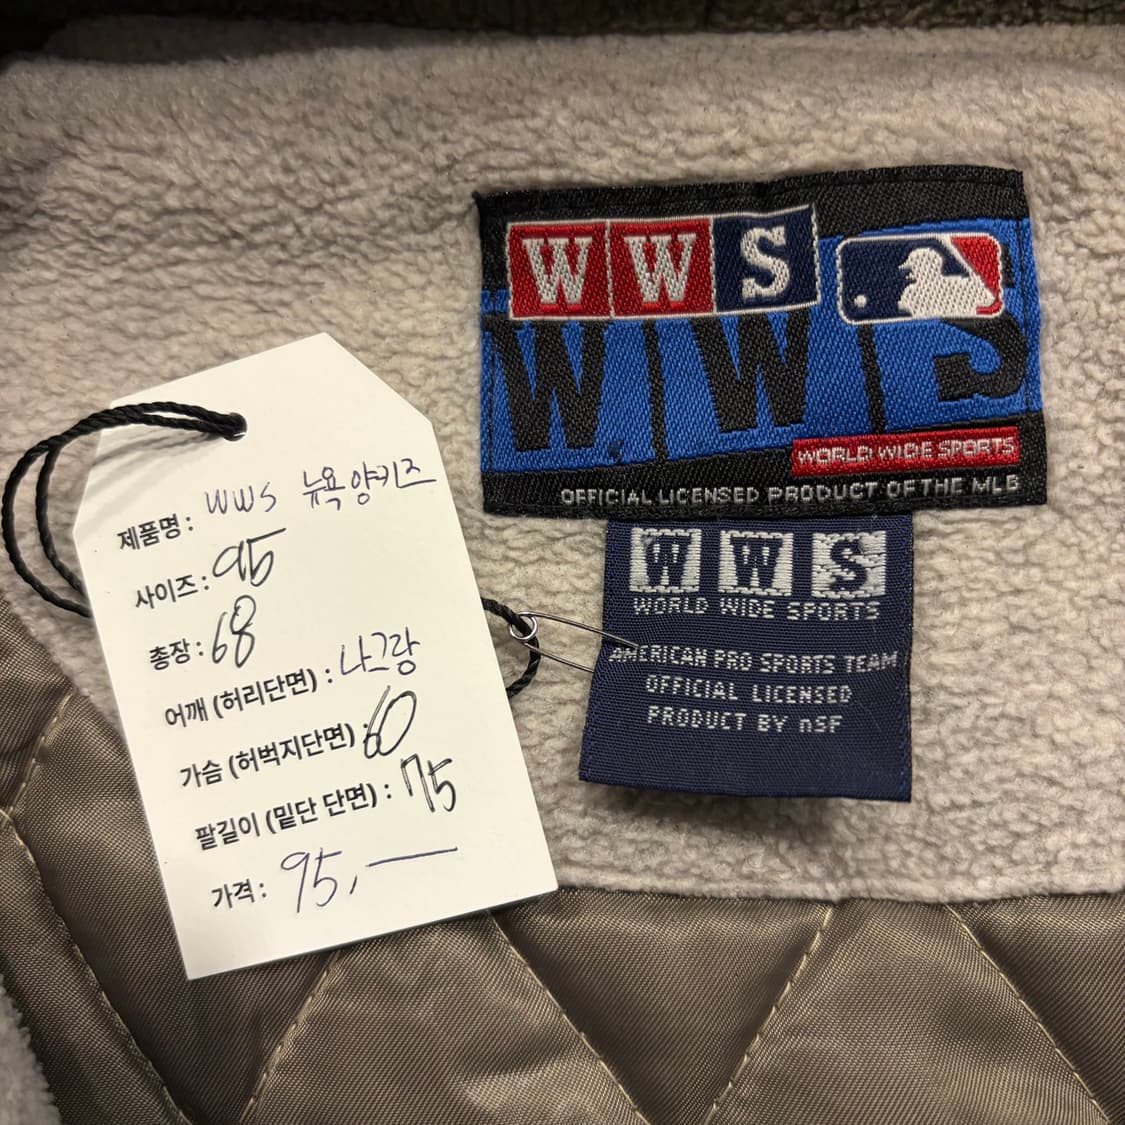 WWS
W W S
WORLD WIDE SPORTS
OFFICIAL LICENSED PRODUCT OF THE MLB
WWS
WORLD WIDE SPORTS
AMERICAN PRO SPORTS TEAM
OFFICIAL LICENSED
PRODUCT BY nSF
제품명 : WWS 뉴욕양키즈
사이즈 : 95
총장 : 68
어깨 (허리단면) : 나그랑
가슴 (허벅지단면) : 60
팔길이 (밑단 단면) : 75
가격 : 95,—